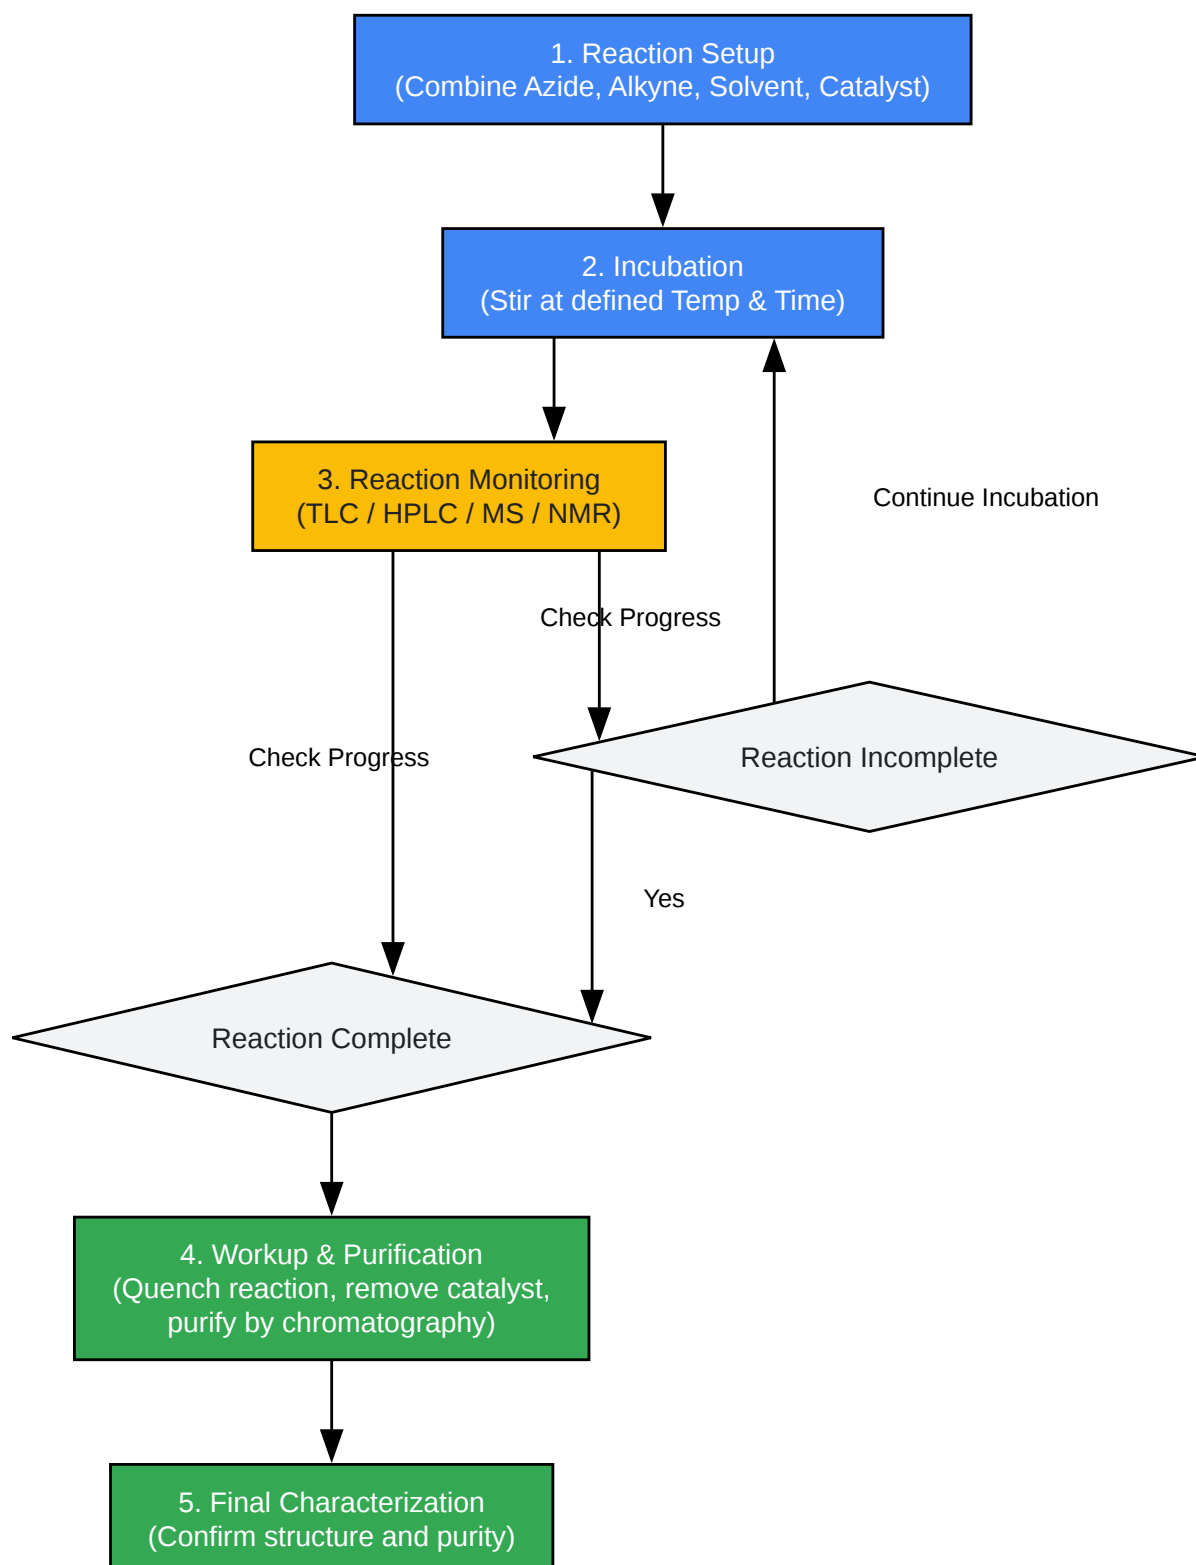 1. Reaction Setup
(Combine Azide, Alkyne, Solvent, Catalyst)
2. Incubation
(Stir at defined Temp & Time)
3. Reaction Monitoring
(TLC / HPLC / MS / NMR)
Continue Incubation
Check Progress
Check Progress
Reaction Incomplete
Yes
Reaction Complete
4. Workup & Purification
(Quench reaction, remove catalyst,
purify by chromatography)
5. Final Characterization
(Confirm structure and purity)